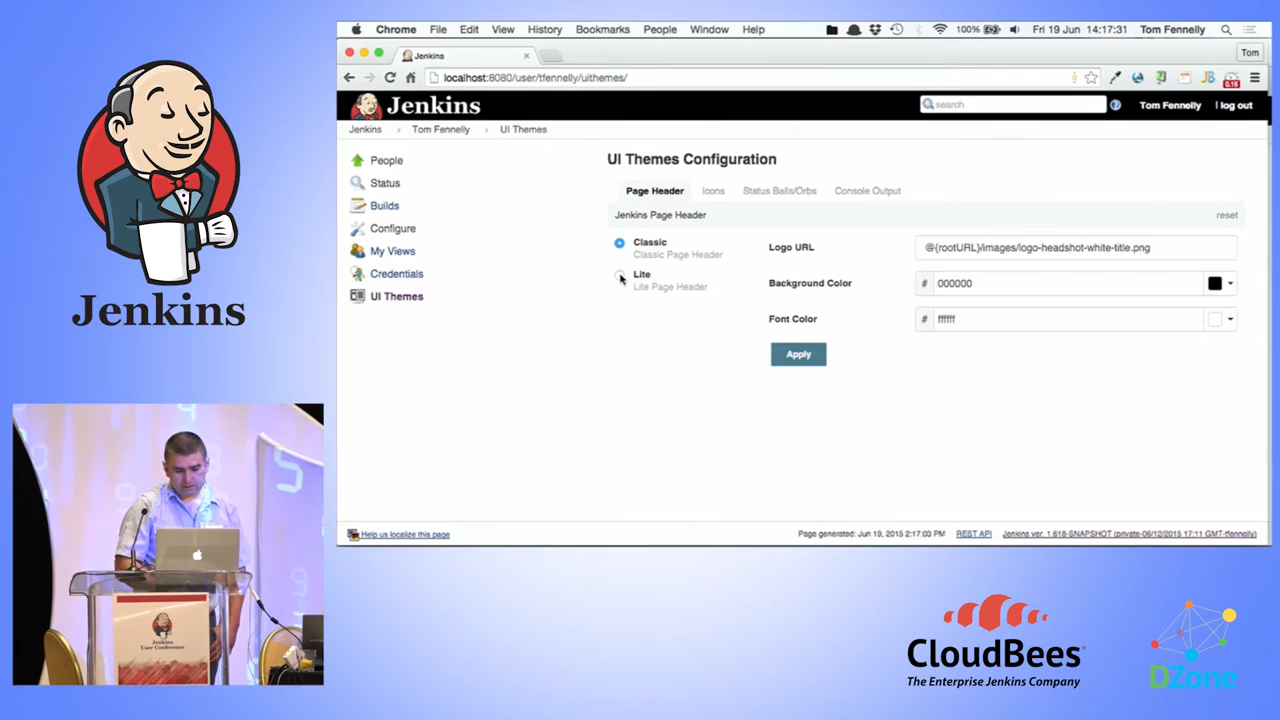 Chrome File Edit View History Bookmarks People Window Help 100% Fri 19 Jun 14:17:31 Tom Fennelly
Jenkins
Tom
localhost:8080/user/tfennelly/uithemes/
0.15
Jenkins
search
Tom Fennelly
log out
Jenkins Tom Fennelly UI Themes
People
Status
Builds
Configure
My Views
Credentials
UI Themes
UI Themes Configuration
Page Header Icons Status Balls/Orbs Console Output
Jenkins Page Header
reset
Classic
Classic Page Header
Lite
Lite Page Header
Logo URL @{rootURL}/images/logo-headshot-white-title.png
Background Color # 000000
Font Color # ffffff
Apply
Help us localize this page
Page generated: Jun 19, 2015 2:17:03 PM REST API Jenkins ver. 1.618-SNAPSHOT (private-06/12/2015 17:11 GMT-tfennelly)
Jenkins
Jenkins
User Conference
5
CloudBees
The Enterprise Jenkins Company
DZone